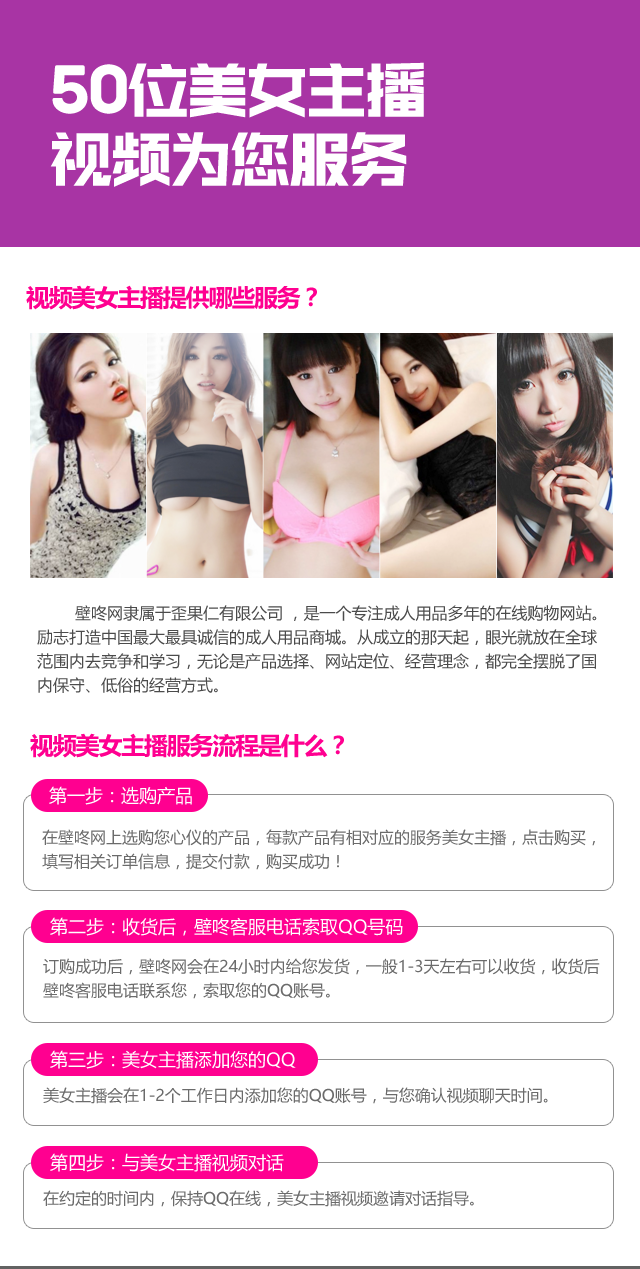 50位美女主播
视频为您服务
视频美女主播提供哪些服务？
壁咚网隶属于歪果仁有限公司 ，是一个专注成人用品多年的在线购物网站。
励志打造中国最大最具诚信的成人用品商城。从成立的那天起，眼光就放在全球
范围内去竞争和学习，无论是产品选择、网站定位、经营理念，都完全摆脱了国
内保守、低俗的经营方式。
视频美女主播服务流程是什么？
第一步：选购产品
在壁咚网上选购您心仪的产品，每款产品有相对应的服务美女主播，点击购买，
填写相关订单信息，提交付款，购买成功！
第二步：收货后，壁咚客服电话索取QQ号码
订购成功后，壁咚网会在24小时内给您发货，一般1-3天左右可以收货，收货后
壁咚客服电话联系您，索取您的QQ账号。
第三步：美女主播添加您的QQ
美女主播会在1-2个工作日内添加您的QQ账号，与您确认视频聊天时间。
第四步：与美女主播视频对话
在约定的时间内，保持QQ在线，美女主播视频邀请对话指导。